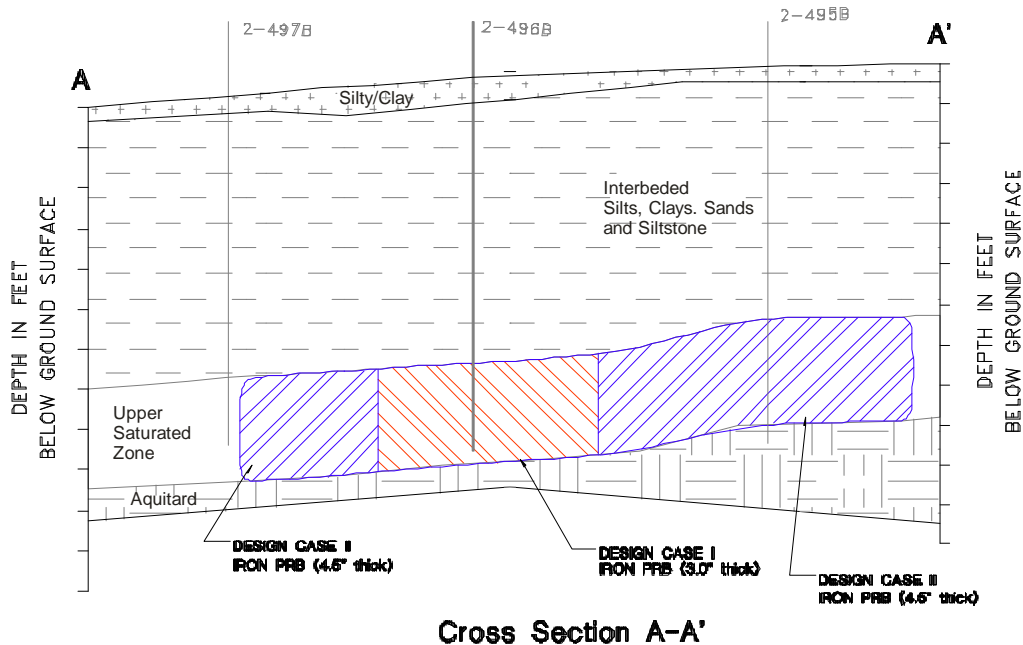 2-497B
2-496B
2-495B
A
A'
Silty/Clay
Interbeded
Silts, Clays. Sands
and Siltstone
DEPTH IN FEET
BELOW GROUND SURFACE
DEPTH IN FEET
BELOW GROUND SURFACE
Upper
Saturated
Zone
Aquitard
DESIGN CASE II
IRON PRB (4.5" thick)
DESIGN CASE I
IRON PRB (3.0" thick)
DESIGN CASE II
IRON PRB (4.5" thick)
Cross Section A-A'